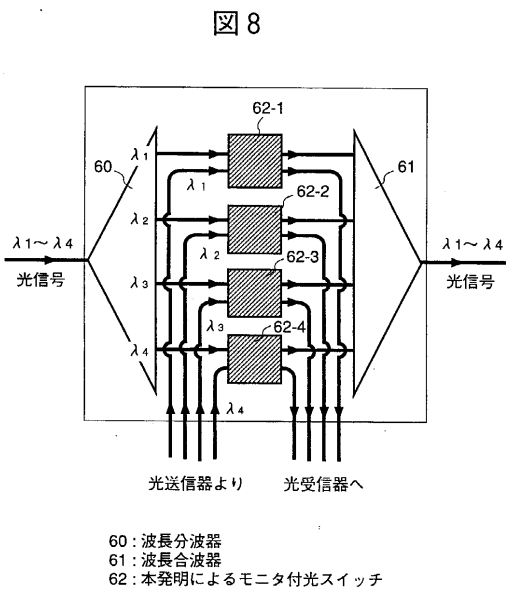 図8
62-1
60
61
λ1
λ1
62-2
λ2
λ2
λ1～λ4
光信号
λ1～λ4
光信号
62-3
λ3
λ3
62-4
λ4
λ4
光送信器より
光受信器へ
60：波長分波器
61：波長合波器
62：本発明によるモニタ付光スイッチ